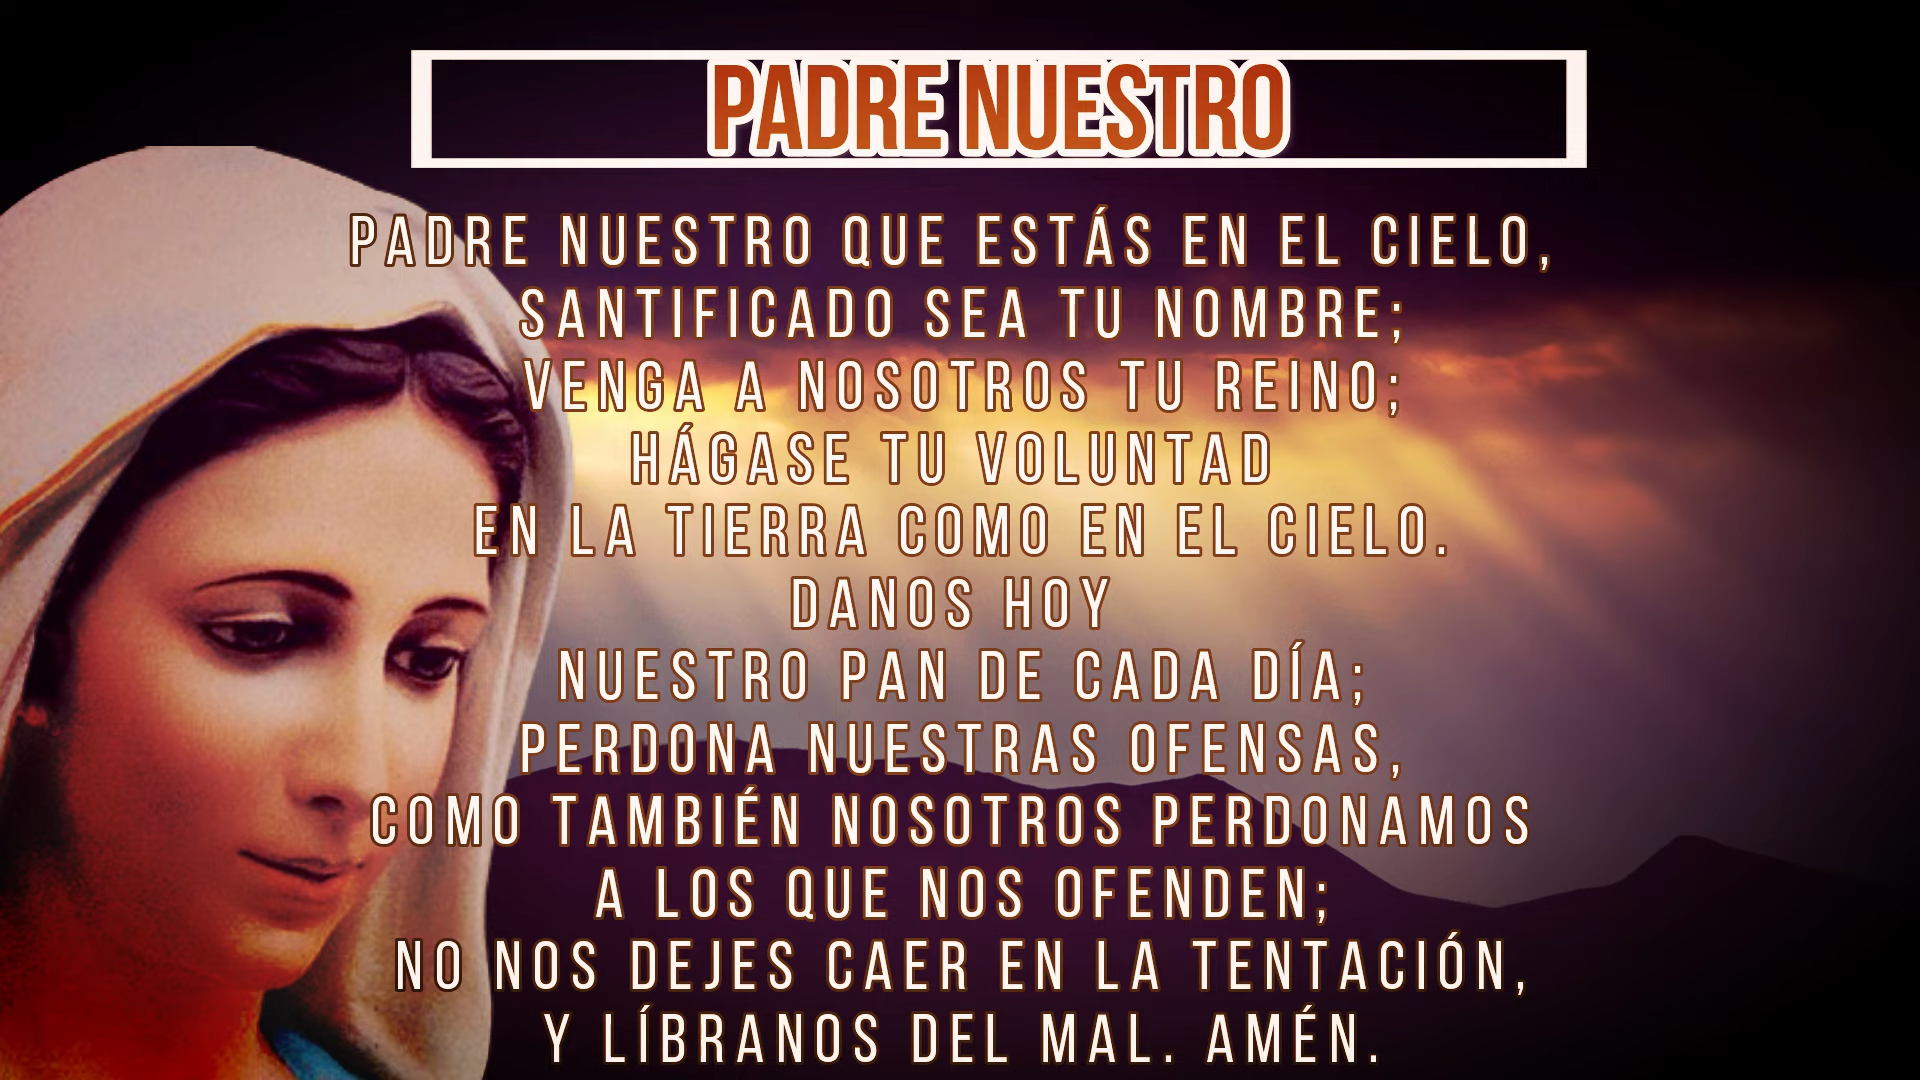 PADRE NUESTRO
PADRE NUESTRO QUE ESTÁS EN EL CIELO,
SANTIFICADO SEA TU NOMBRE;
VENGA A NOSOTROS TU REINO;
HÁGASE TU VOLUNTAD
EN LA TIERRA COMO EN EL CIELO.
DANOS HOY
NUESTRO PAN DE CADA DÍA;
PERDONA NUESTRAS OFENSAS,
COMO TAMBIÉN NOSOTROS PERDONAMOS
A LOS QUE NOS OFENDEN;
NO NOS DEJES CAER EN LA TENTACIÓN,
Y LÍBRANOS DEL MAL. AMÉN.